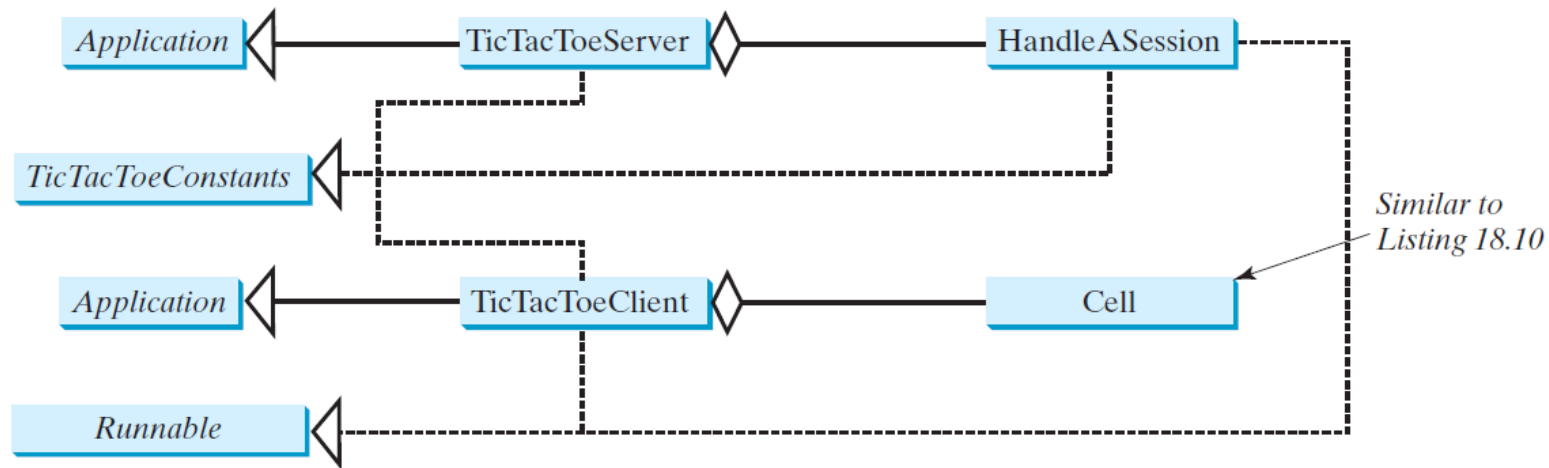 Application
TicTacToeServer
HandleASession
TicTacToeConstants
Similar to
Listing 18.10
Application
TicTacToeClient
Cell
Runnable